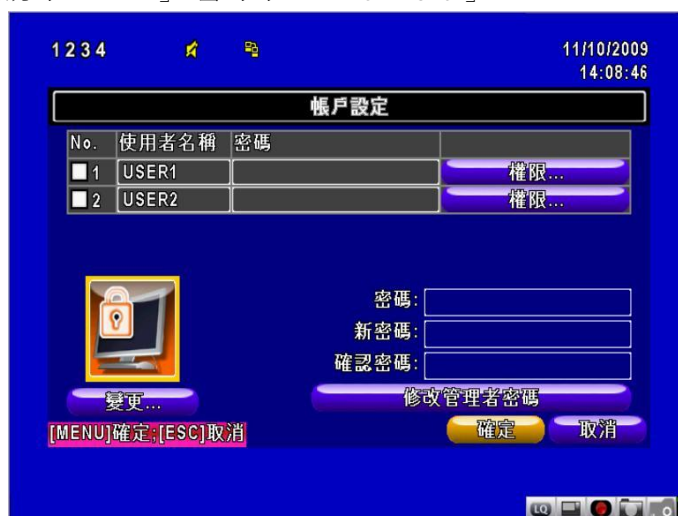 1234
11/10/2009
14:08:46
帳戶設定
No. 使用者名稱 密碼
1 USER1 權限...
2 USER2 權限...
密碼:
新密碼:
確認密碼:
變更... 修改管理者密碼
[MENU]確定;[ESC]取消 確定 取消
LQ